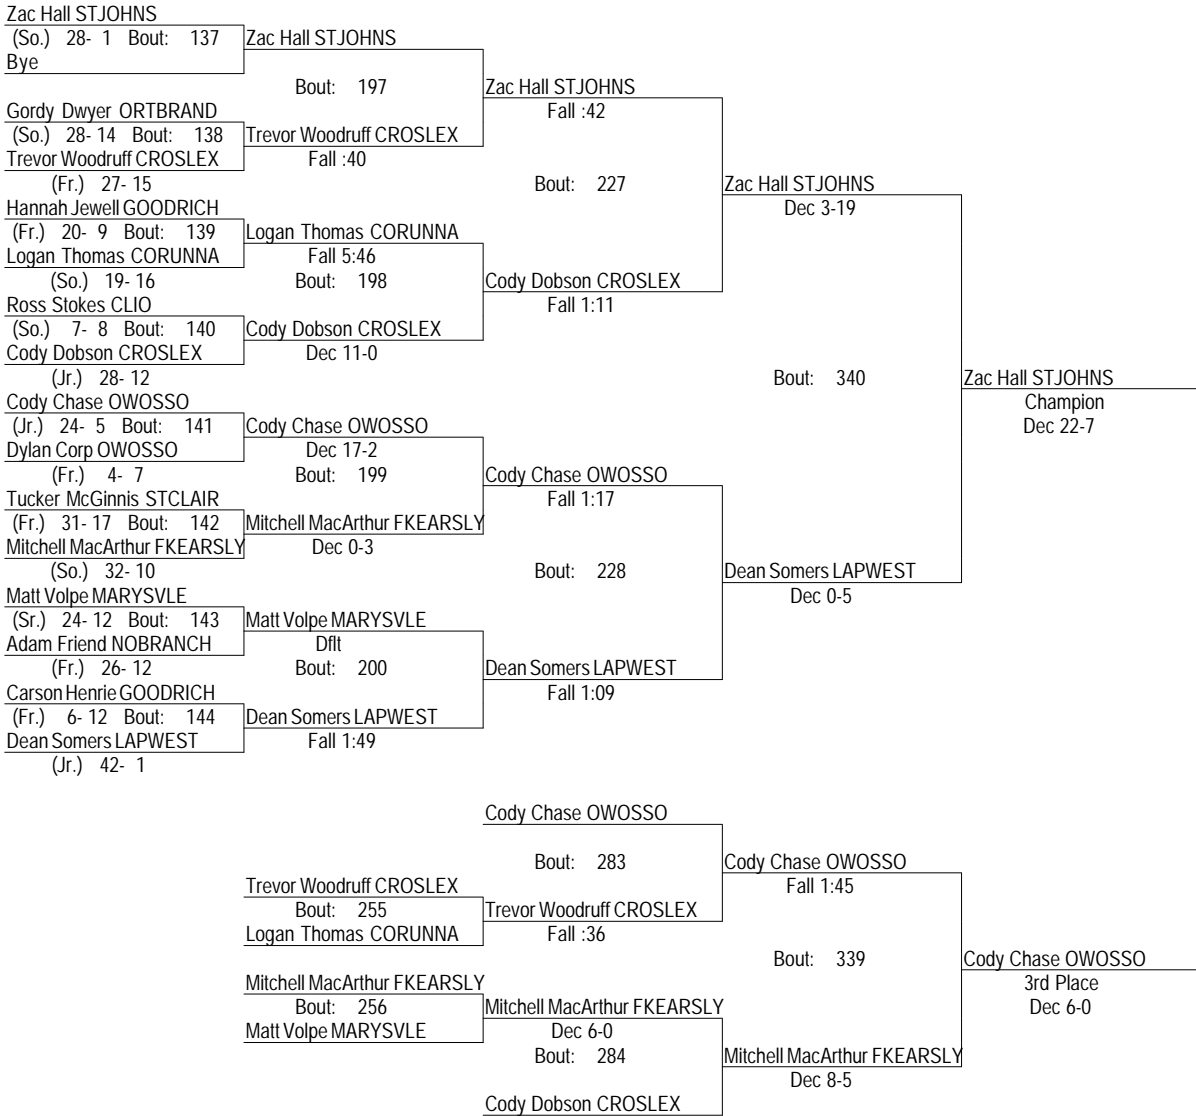 Zac Hall STJOHNS
(So.) 28- 1 Bout: 137 Zac Hall STJOHNS
Bye
Bout: 197 Zac Hall STJOHNS
Gordy Dwyer ORTBRAND Fall :42
(So.) 28- 14 Bout: 138 Trevor Woodruff CROSLEX
Trevor Woodruff CROSLEX Fall :40
(Fr.) 27- 15 Bout: 227 Zac Hall STJOHNS
Hannah Jewell GOODRICH Dec 3-19
(Fr.) 20- 9 Bout: 139 Logan Thomas CORUNNA
Logan Thomas CORUNNA Fall 5:46
(So.) 19- 16 Bout: 198 Cody Dobson CROSLEX
Ross Stokes CLIO Fall 1:11
(So.) 7- 8 Bout: 140 Cody Dobson CROSLEX
Cody Dobson CROSLEX Dec 11-0
(Jr.) 28- 12 Bout: 340 Zac Hall STJOHNS
Cody Chase OWOSSO Champion
(Jr.) 24- 5 Bout: 141 Cody Chase OWOSSO Dec 22-7
Dylan Corp OWOSSO Dec 17-2
(Fr.) 4- 7 Bout: 199 Cody Chase OWOSSO
Tucker McGinnis STCLAIR Fall 1:17
(Fr.) 31- 17 Bout: 142 Mitchell MacArthur FKEARSLY
Mitchell MacArthur FKEARSLY Dec 0-3
(So.) 32- 10 Bout: 228 Dean Somers LAPWEST
Matt Volpe MARYSVLE Dec 0-5
(Sr.) 24- 12 Bout: 143 Matt Volpe MARYSVLE
Adam Friend NOBRANCH Dflt
(Fr.) 26- 12 Bout: 200 Dean Somers LAPWEST
Carson Henrie GOODRICH Fall 1:09
(Fr.) 6- 12 Bout: 144 Dean Somers LAPWEST
Dean Somers LAPWEST Fall 1:49
(Jr.) 42- 1
Cody Chase OWOSSO
Bout: 283 Cody Chase OWOSSO
Trevor Woodruff CROSLEX Fall 1:45
Bout: 255 Trevor Woodruff CROSLEX
Logan Thomas CORUNNA Fall :36
Bout: 339 Cody Chase OWOSSO
Mitchell MacArthur FKEARSLY 3rd Place
Bout: 256 Mitchell MacArthur FKEARSLY Dec 6-0
Matt Volpe MARYSVLE Dec 6-0
Bout: 284 Mitchell MacArthur FKEARSLY
Dec 8-5
Cody Dobson CROSLEX